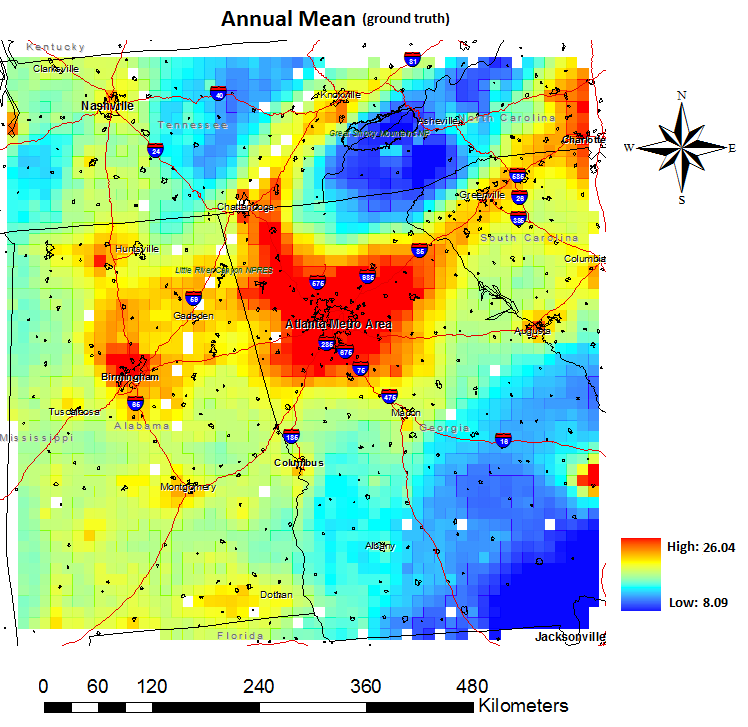 Annual Mean (ground truth)
Kentucky
81
Clarksville
40
Knoxville
Nashville
Asheville
North Carolina
Tennessee
Great Smoky Mountains NP
Charlotte
24
N
W
E
S
685
Greenville
26
Chattanooga
385
South Carolina
Huntsville
85
Columbia
Little River Canyon NPRES
575
985
59
Gadsden
Atlanta Metro Area
Augusta
285
675
75
Birmingham
475
65
Tuscaloosa
Macon
Alabama
Georgia
Mississippi
185
16
Columbus
Montgomery
Albany
High: 26.04
Dothan
Low: 8.09
Florida
Jacksonville
0 60 120 240 360 480
Kilometers